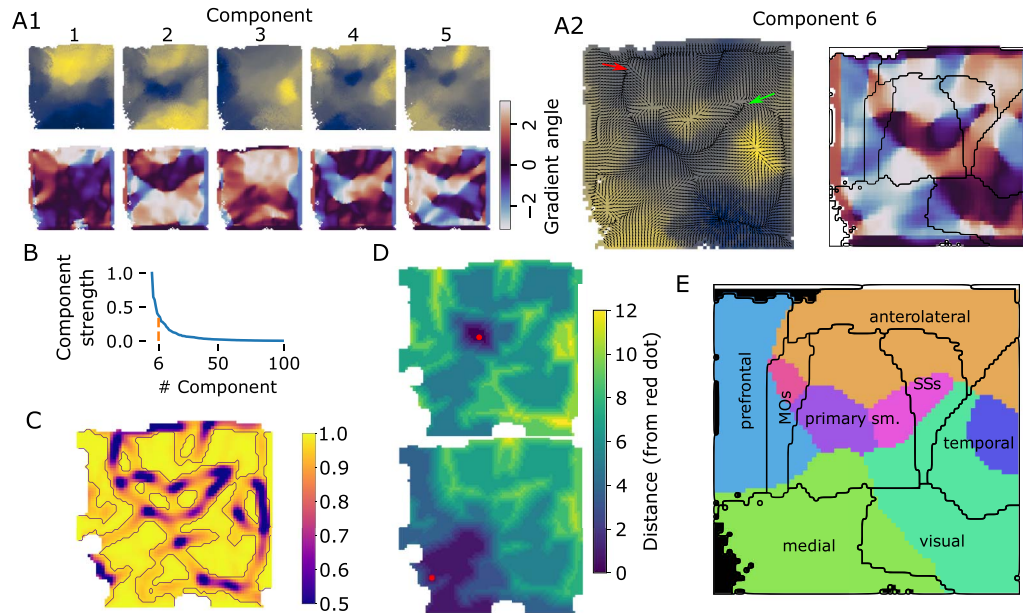 A1
Component
1 2 3 4 5
2
0
−2
Gradient angle
A2
Component 6
B
Component
strength
1.0
0.5
0.0
6 50 100
# Component
C
1.0
0.9
0.8
0.7
0.6
0.5
D
12
10
8
6
4
2
0
Distance (from red dot)
E
anterolateral
prefrontal
MOs
SSs
primary sm.
temporal
medial
visual